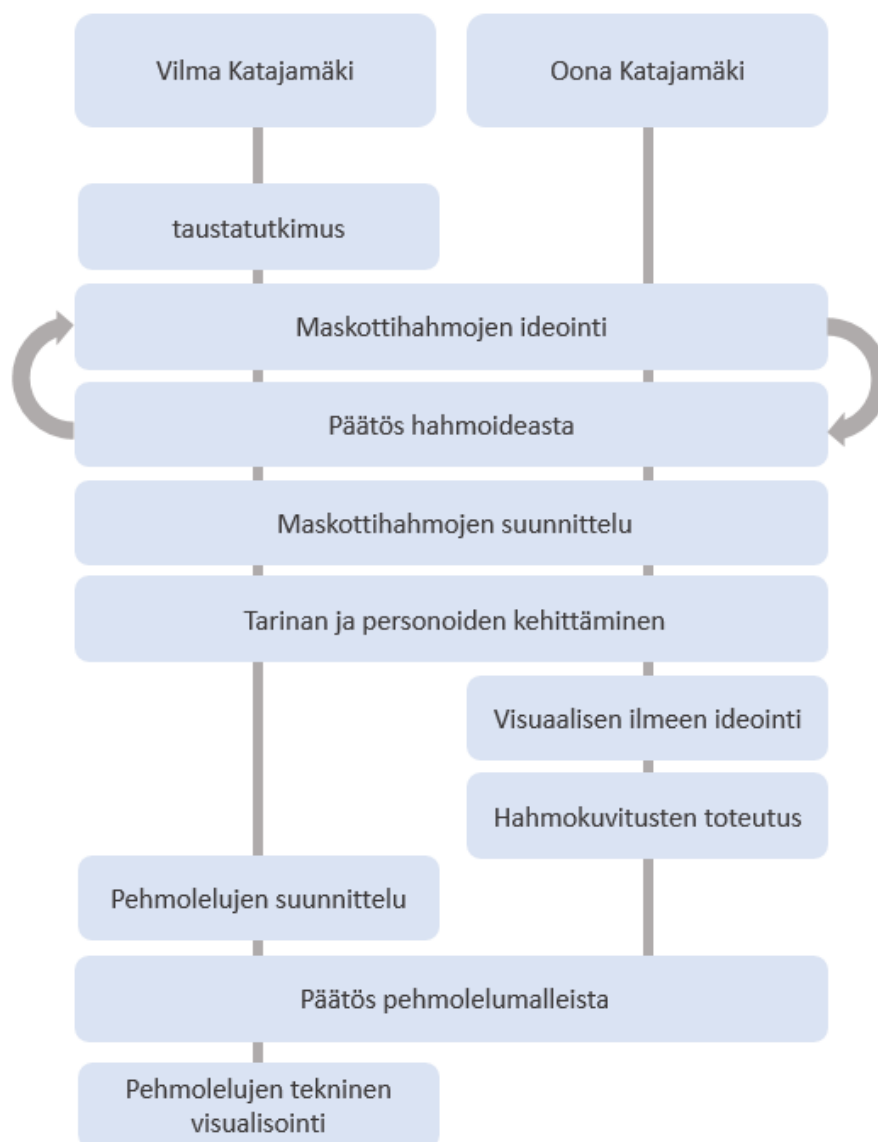 Vilma Katajamäki
Oona Katajamäki
taustatutkimus
Maskottihahmojen ideointi
Päätös hahmoideasta
Maskottihahmojen suunnittelu
Tarinan ja personoiden kehittäminen
Visuaalisen ilmeen ideointi
Hahmokuvitusten toteutus
Pehmolelujen suunnittelu
Päätös pehmolelumalleista
Pehmolelujen tekninen
visualisointi